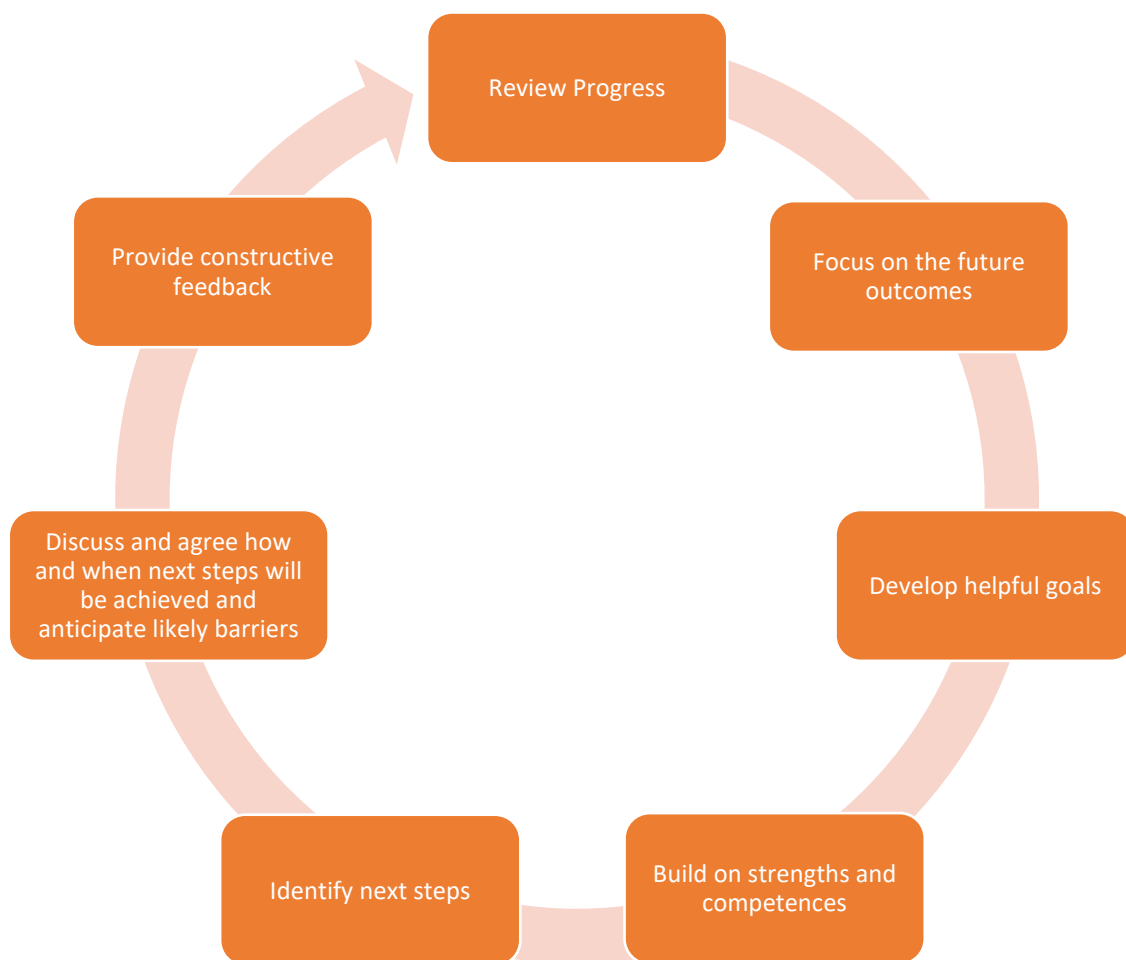 Review Progress
Focus on the future
outcomes
Develop helpful goals
Build on strengths and
competences
Identify next steps
Discuss and agree how
and when next steps will
be achieved and
anticipate likely barriers
Provide constructive
feedback